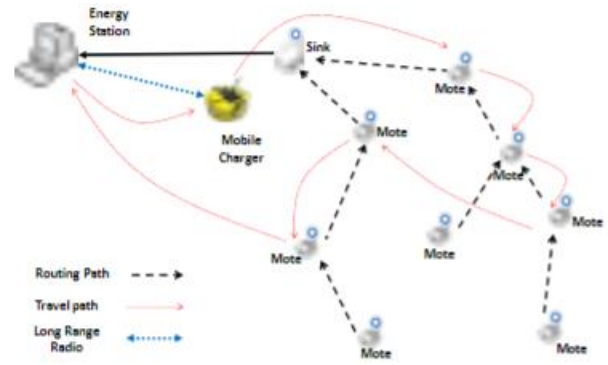 Energy
Station
Sink
Mote
Mobile
Charger
Mote
Mote
Mote
Mote
Mote
Routing Path
Travel path
Long Range
Radio
Mote
Mote